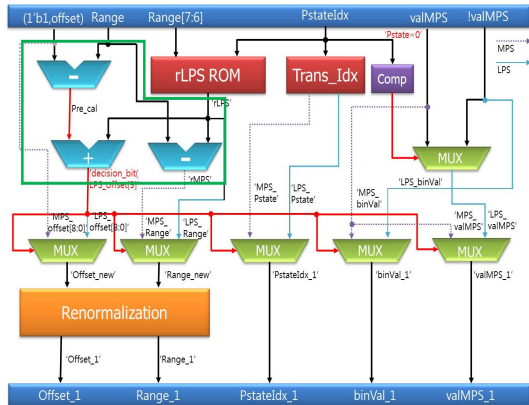 (1'b1,offset) Range Range[7:6] PstateIdx valMPS !valMPS
'Pstate=0'
MPS
LPS
rLPS ROM
Trans_Idx
Comp
Pre_cal
'rLPS'
MUX
'decision_bit(
LPS_Offset[9]'
'rMPS'
'MPS_
offset[8:0]'
'LPS_
offset[8:0]'
'MPS_
Range'
'LPS_
Range'
'MPS_
Pstate'
'LPS_
Pstate'
'MPS_
binVal'
'LPS_binVal'
'MPS_
valMPS'
'LPS_
valMPS'
MUX MUX MUX MUX MUX
'Offset_new' 'Range_new' 'PstateIdx_1' 'binVal_1' 'valMPS_1'
Renormalization
'Offset_1' 'Range_1'
Offset_1 Range_1 PstateIdx_1 binVal_1 valMPS_1